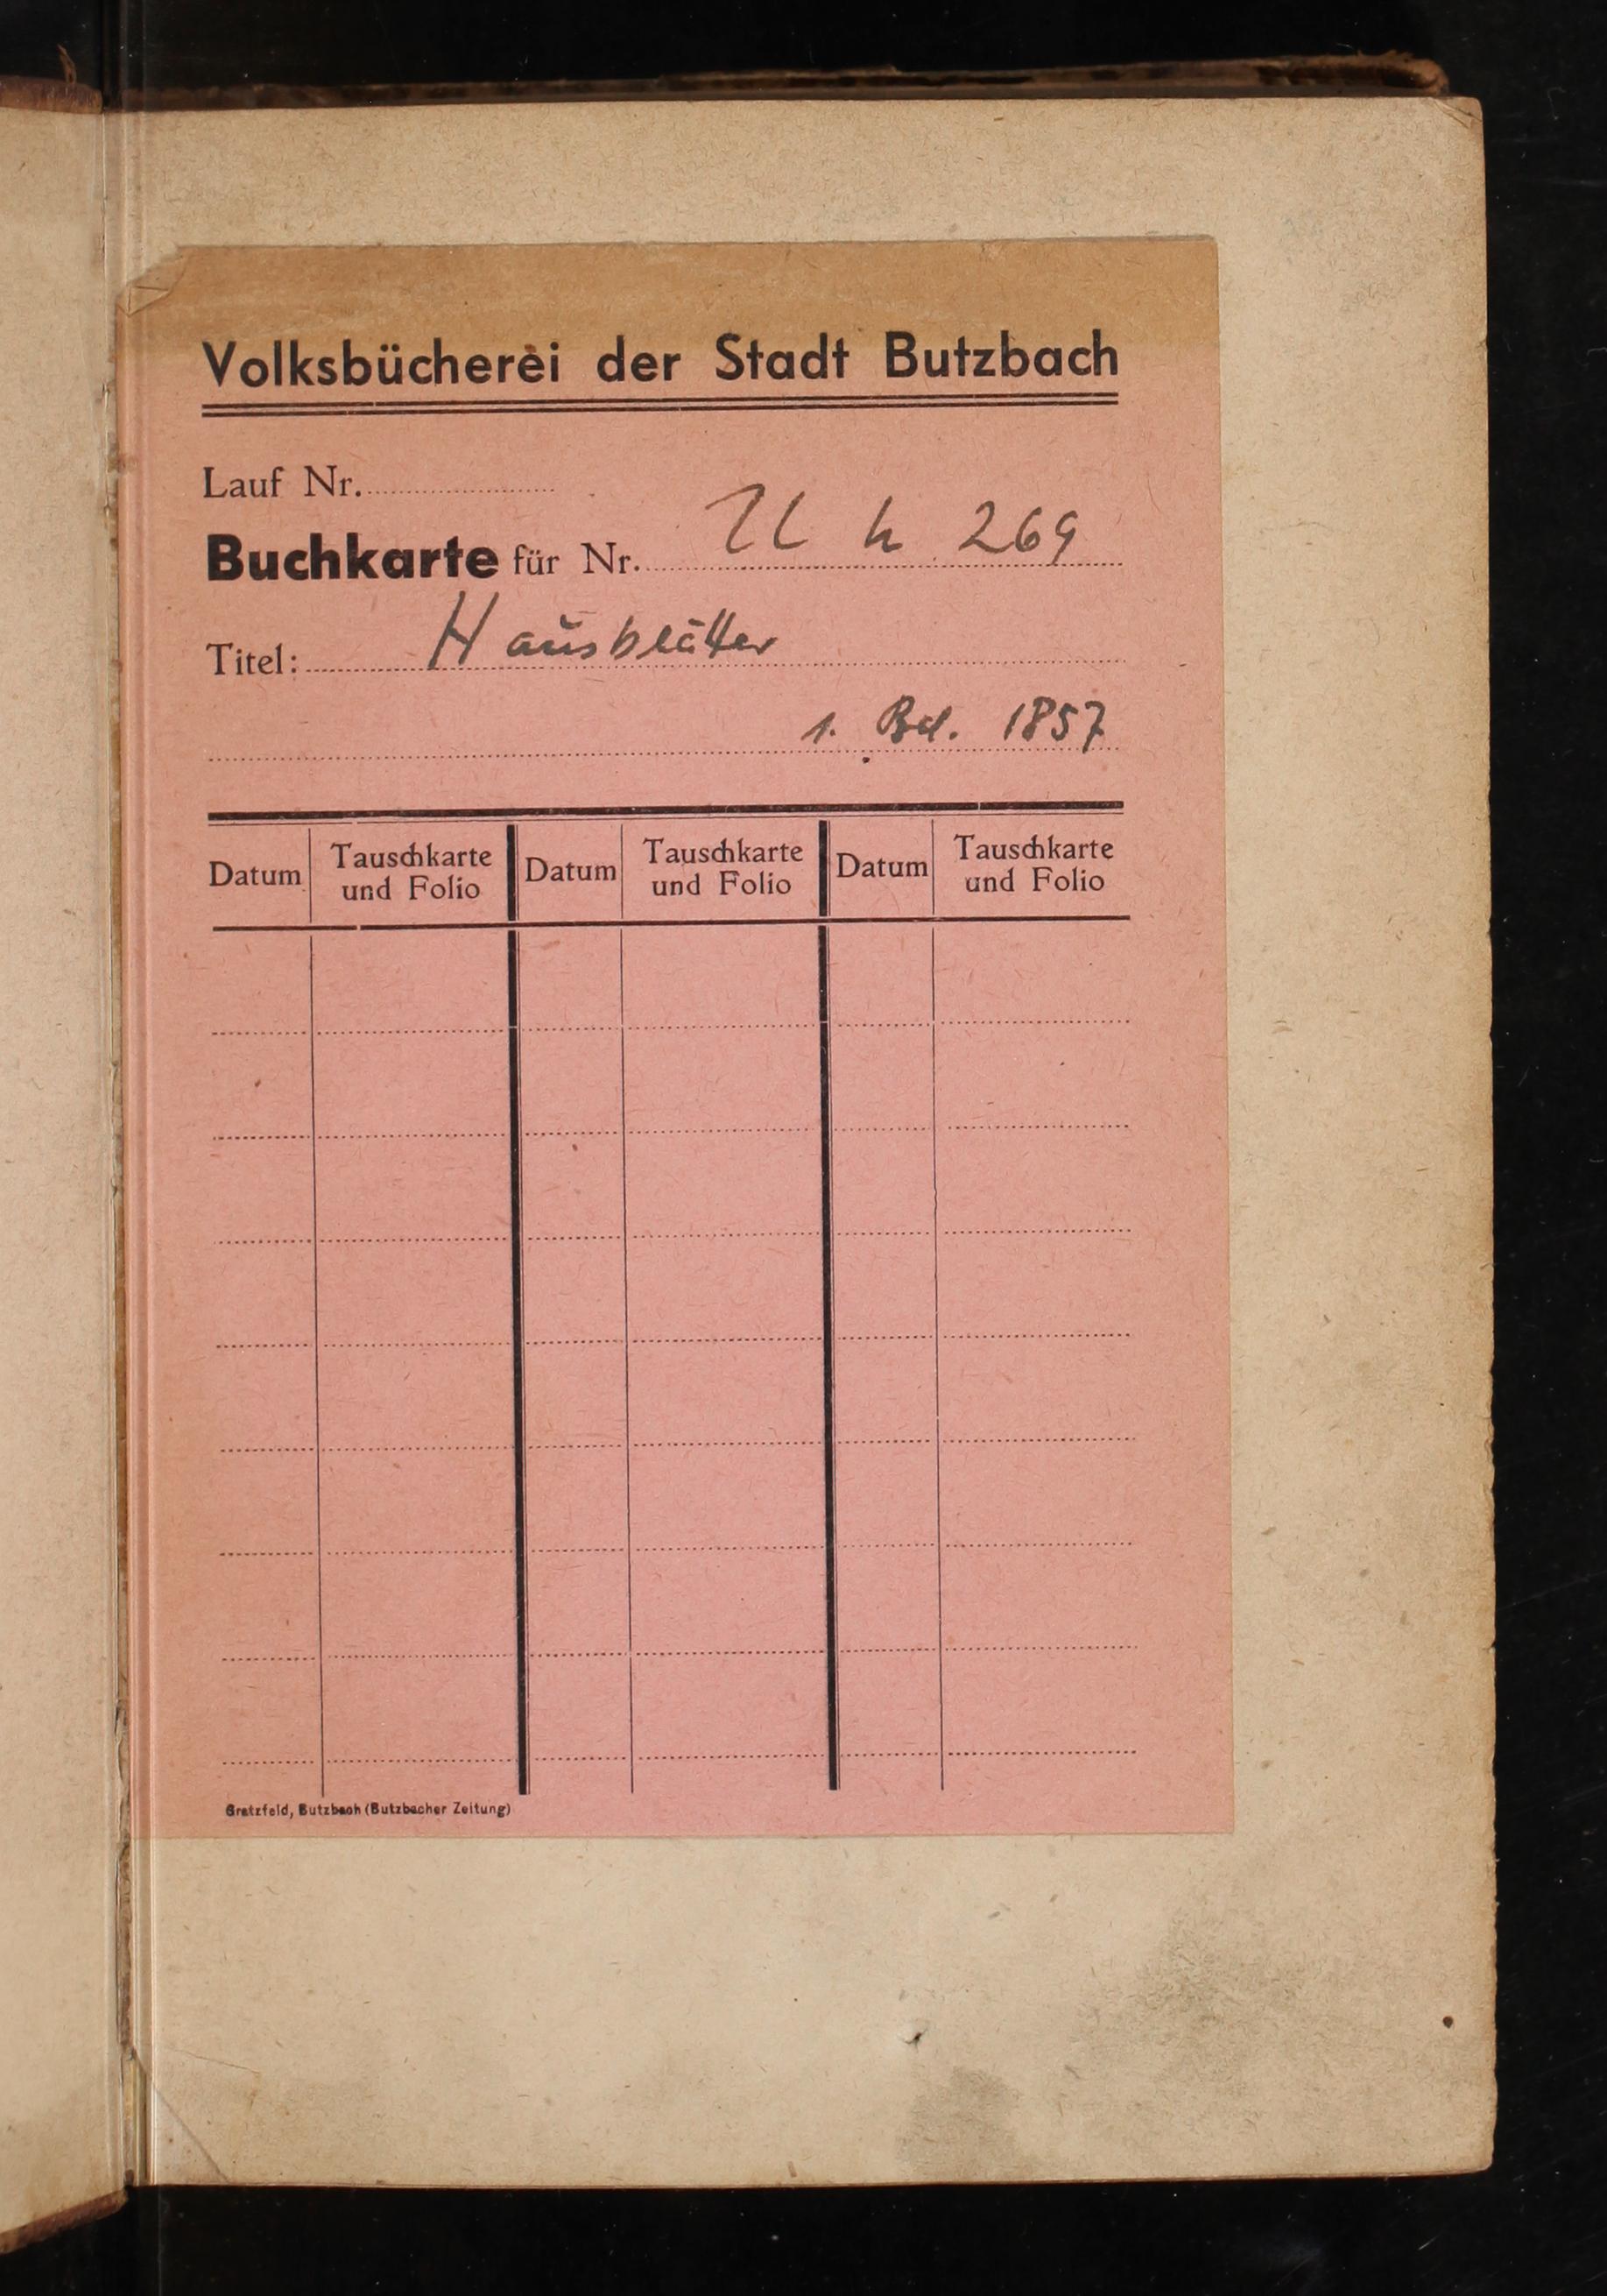 Volksbücherei der Stadt Butzbach
Lauf Nr.
Buchkarte für Nr. U h 269
Titel: Hausblätter
1. Bd. 1857
Datum Tauschkarte und Folio Datum Tauschkarte und Folio Datum Tauschkarte und Folio
Gratzfeld, Butzbach (Butzbacher Zeitung)